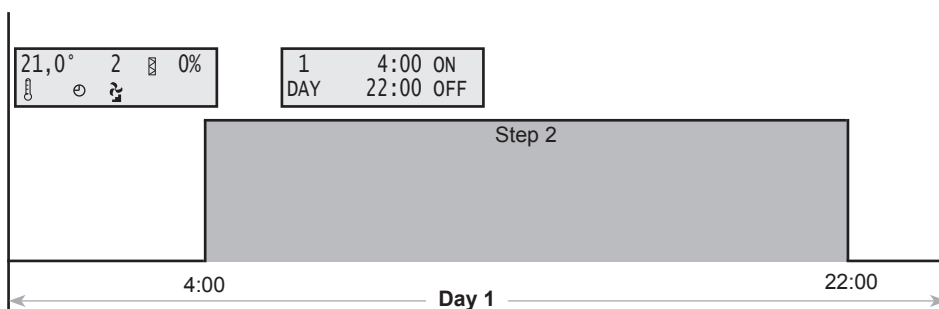 21,0° 2 0%
1 4:00 ON
DAY 22:00 OFF
Step 2
4:00
22:00
Day 1